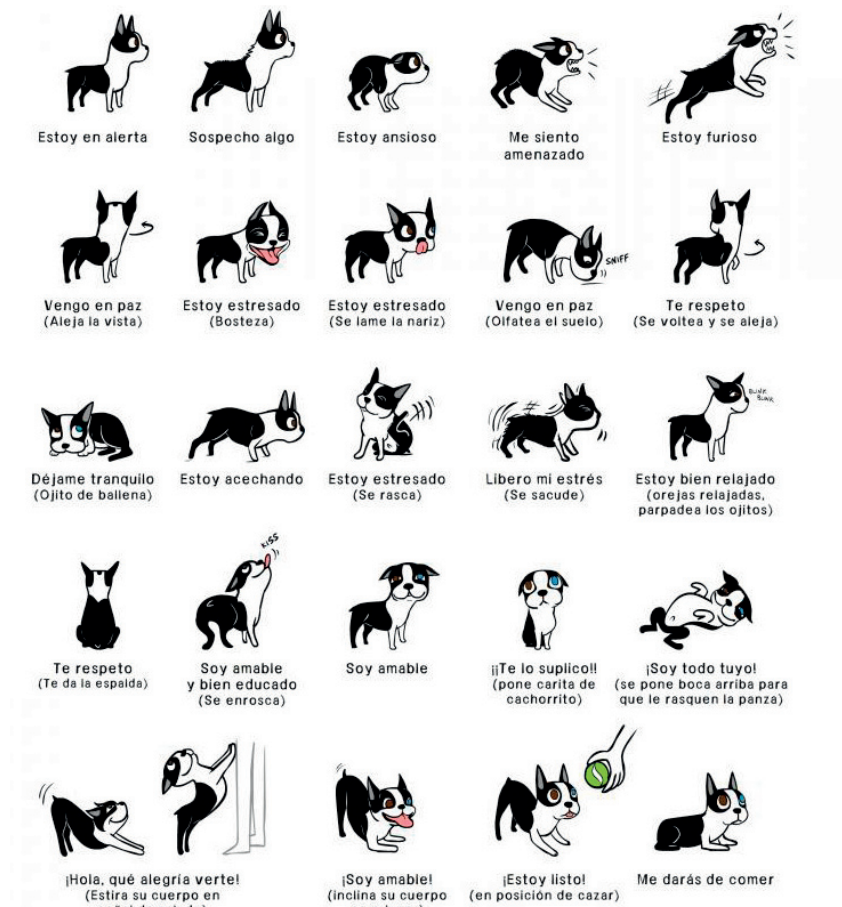 Estoy en alerta
Sospecho algo
Estoy ansioso
Me siento
amenazado
Estoy furioso
SNIFF
Vengo en paz
(Aleja la vista)
Estoy estresado
(Bosteza)
Estoy estresado
(Se lame la nariz)
Vengo en paz
(Olfatea el suelo)
Te respeto
(Se voltea y se aleja)
BLINK
BLINK
Déjame tranquilo
(Ojito de ballena)
Estoy acechando
Estoy estresado
(Se rasca)
Libero mi estrés
(Se sacude)
Estoy bien relajado
(orejas relajadas,
parpadea los ojitos)
KISS
Te respeto
(Te da la espalda)
Soy amable
y bien educado
(Se enrosca)
Soy amable
¡¡Te lo suplico!!
(pone carita de
cachorrito)
¡Soy todo tuyo!
(se pone boca arriba para
que le rasquen la panza)
¡Hola, qué alegría verte!
(Estira su cuerpo en
¡Soy amable!
(inclina su cuerpo
¡Estoy listo!
(en posición de cazar)
Me darás de comer